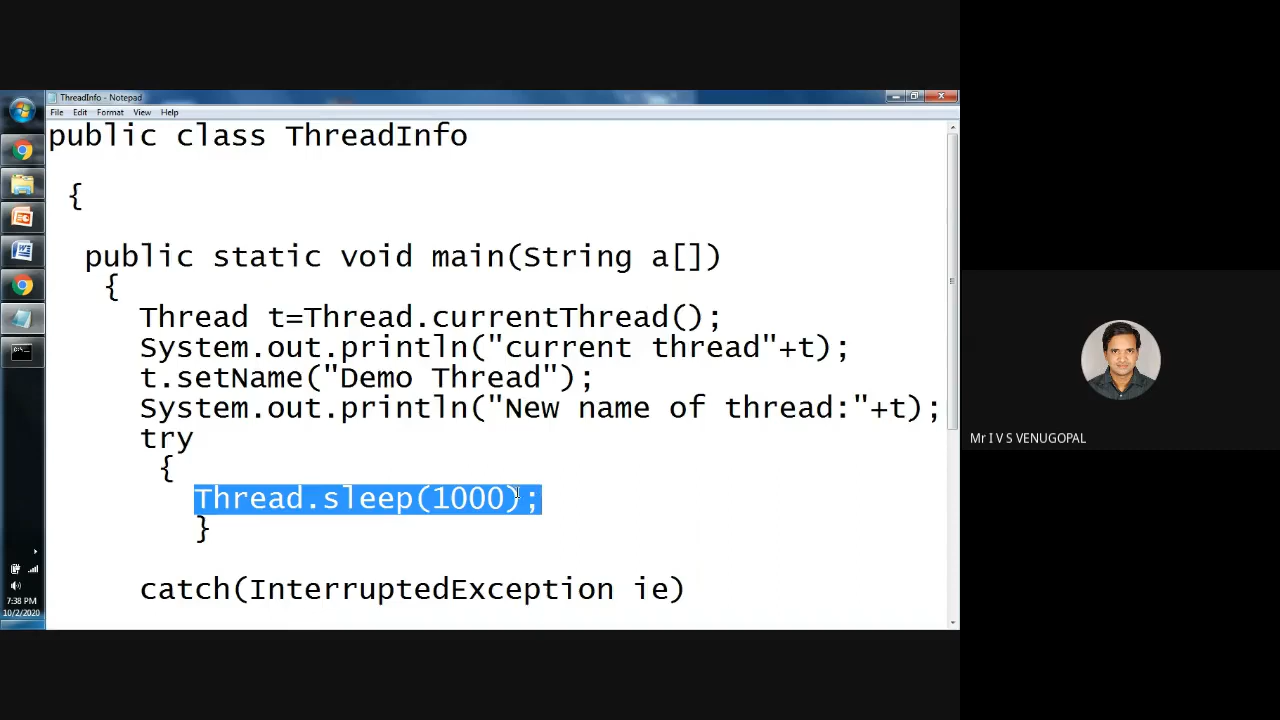 ThreadInfo - Notepad
File Edit Format View Help
public class ThreadInfo
{
public static void main(String a[])
{
Thread t=Thread.currentThread();
System.out.println("current thread"+t);
t.setName("Demo Thread");
System.out.println("New name of thread:"+t);
try
{
Thread.sleep(1000);
}
catch(InterruptedException ie)
7:38 PM
10/2/2020
Mr I V S VENUGOPAL